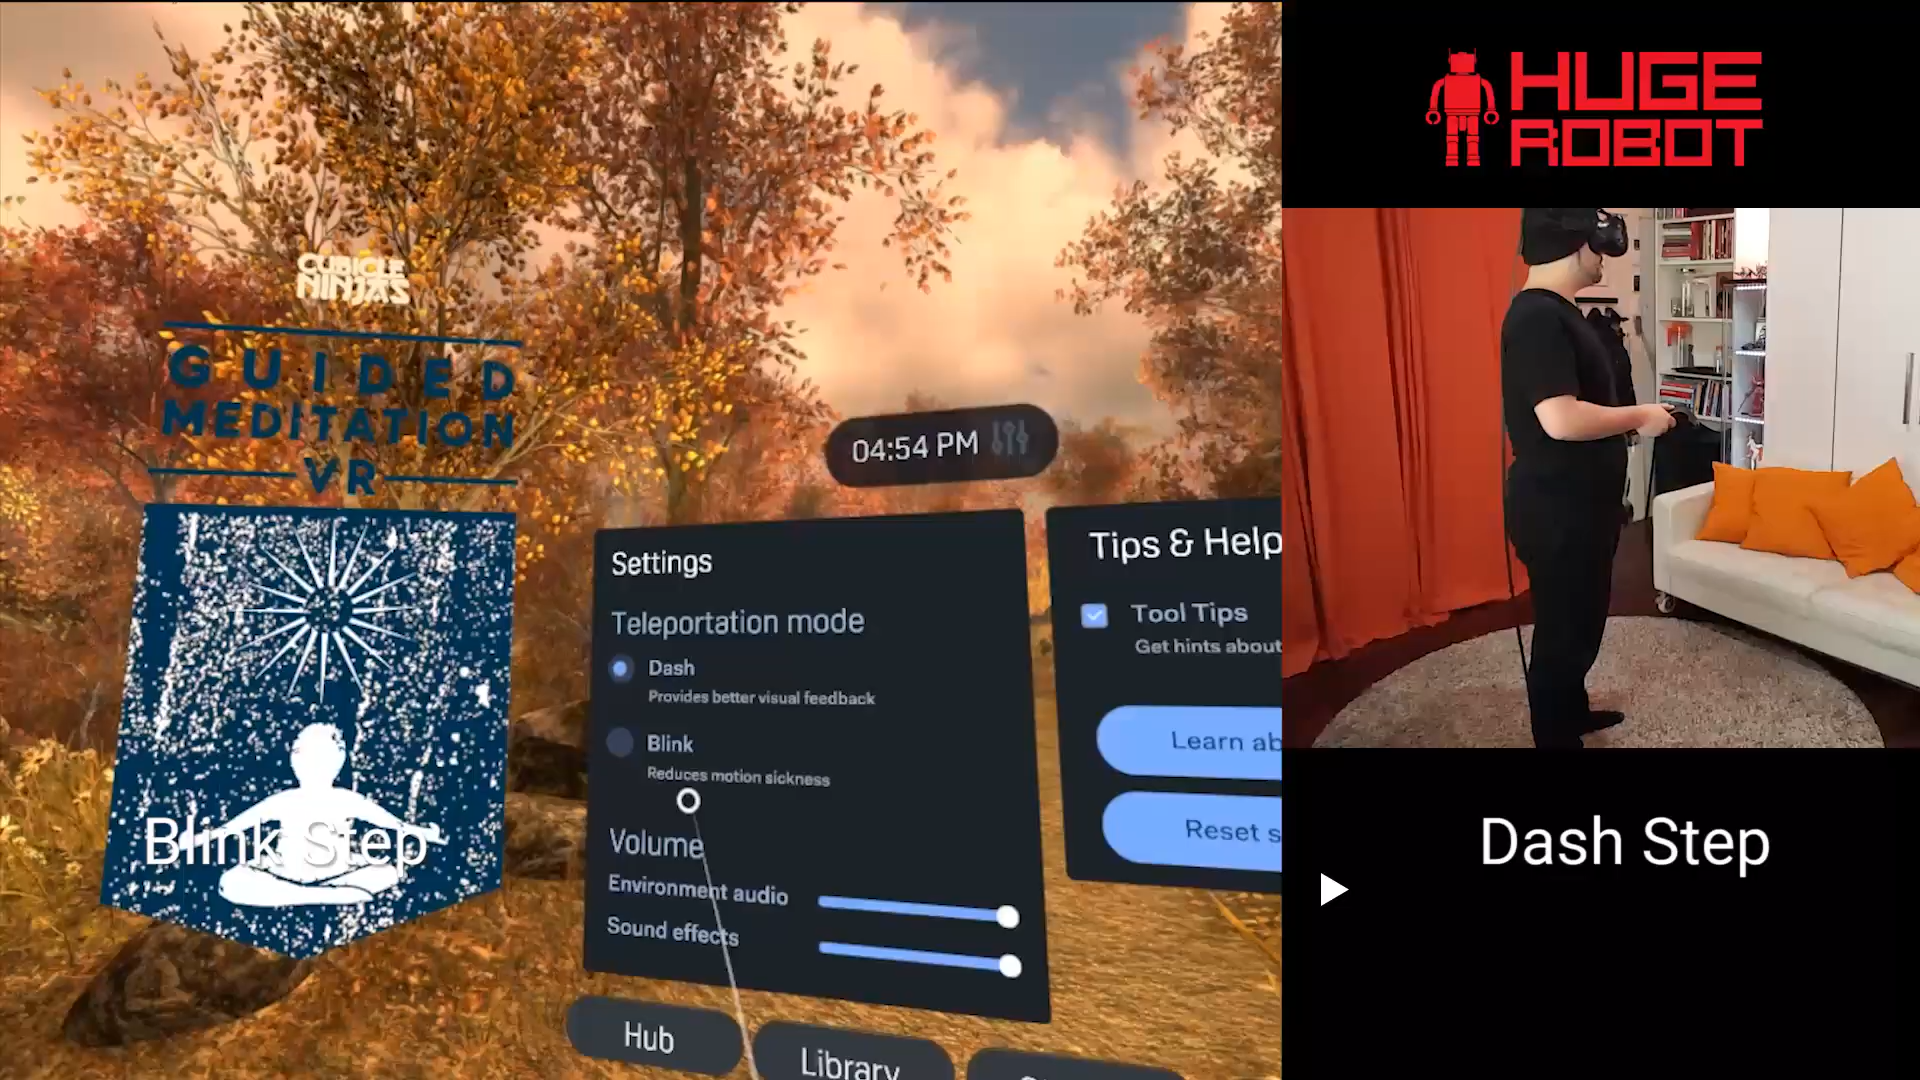 HUGE
ROBOT
CUBICLE
NINJAS
GUIDED
MEDITATION
VR
04:54 PM
Settings
Teleportation mode
Dash
Provides better visual feedback
Blink
Reduces motion sickness
Volume
Environment audio
Sound effects
Tips & Help
Tool Tips
Get hints about
Learn ab
Reset s
Blink Step
Dash Step
Hub
Library